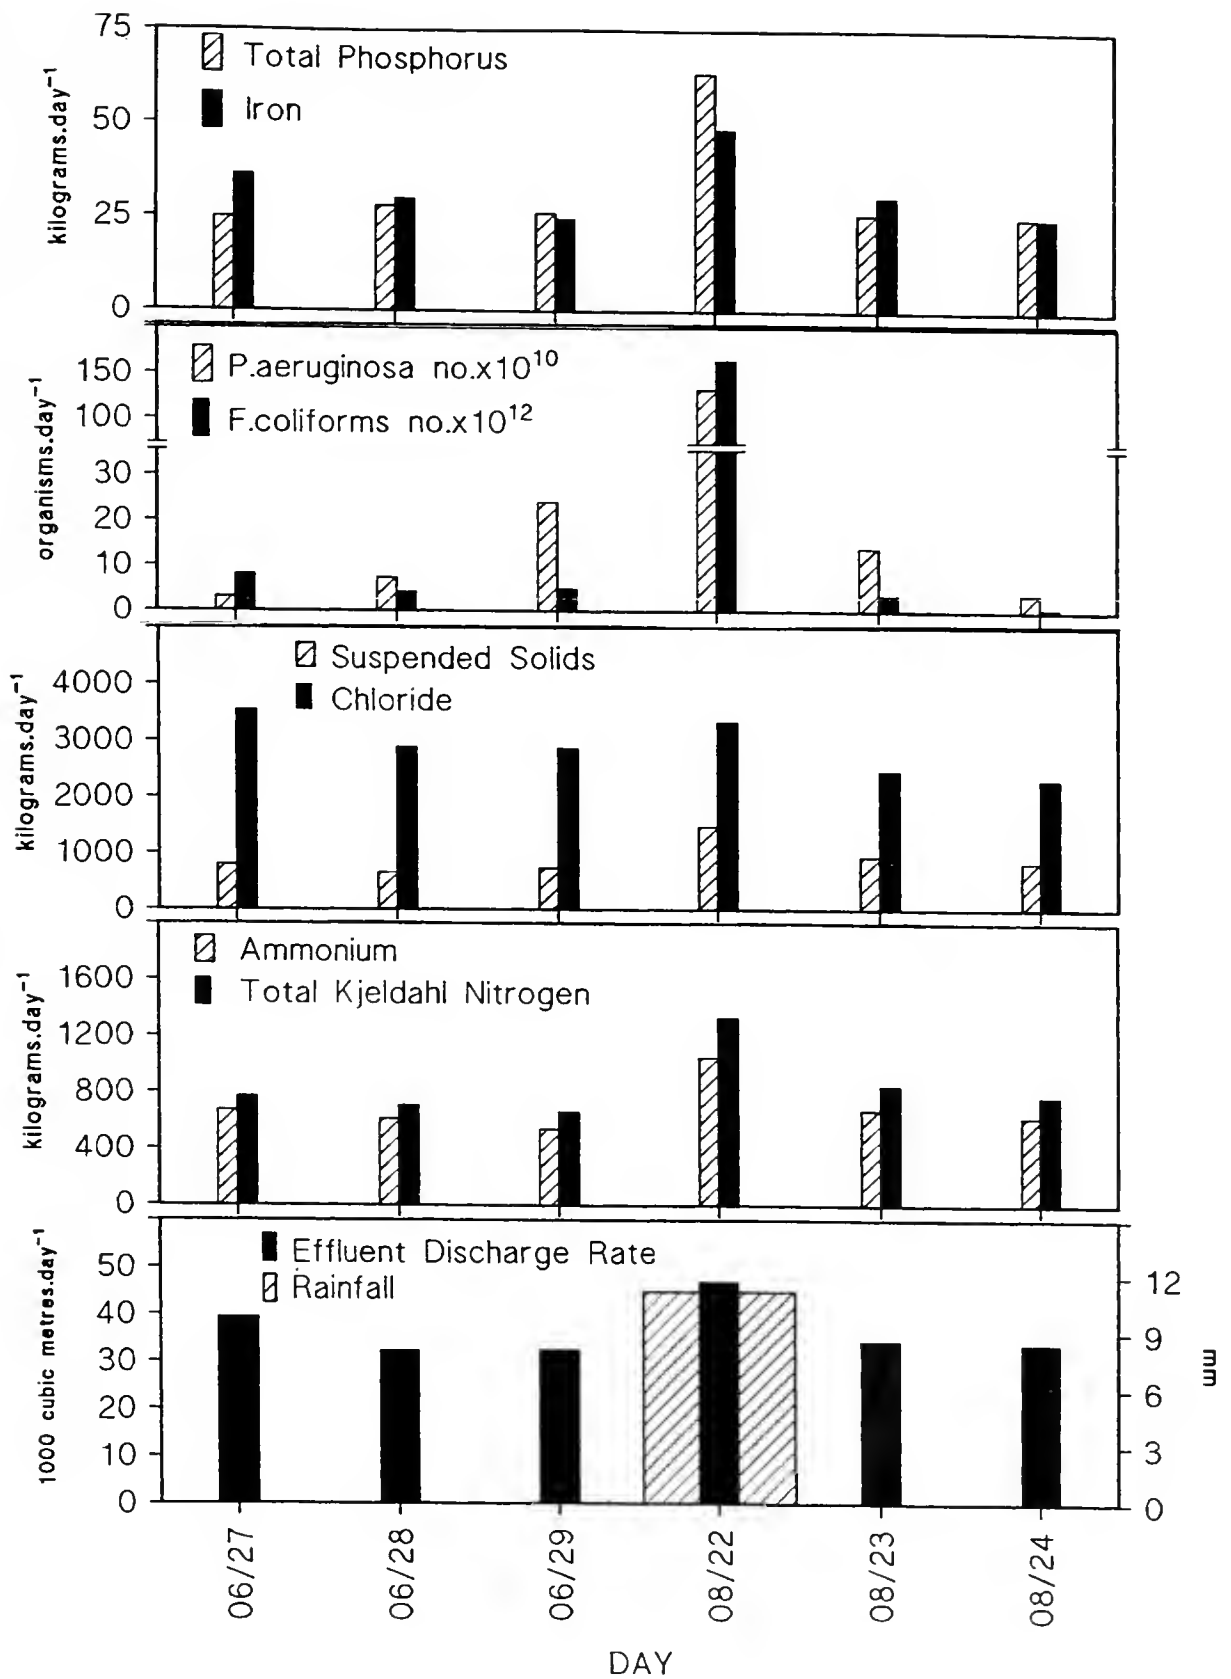 75
50
25
0
kilograms.day⁻¹
Total Phosphorus
Iron
150
100
30
20
10
0
organisms.day⁻¹
P.aeruginosa no.x10¹⁰
F.coliforms no.x10¹²
4000
3000
2000
1000
0
kilograms.day⁻¹
Suspended Solids
Chloride
1600
1200
800
400
0
kilograms.day⁻¹
Ammonium
Total Kjeldahl Nitrogen
50
40
30
20
10
0
1000 cubic metres.day⁻¹
Effluent Discharge Rate
Rainfall
12
9
6
3
0
mm
06/27
06/28
06/29
08/22
08/23
08/24
DAY